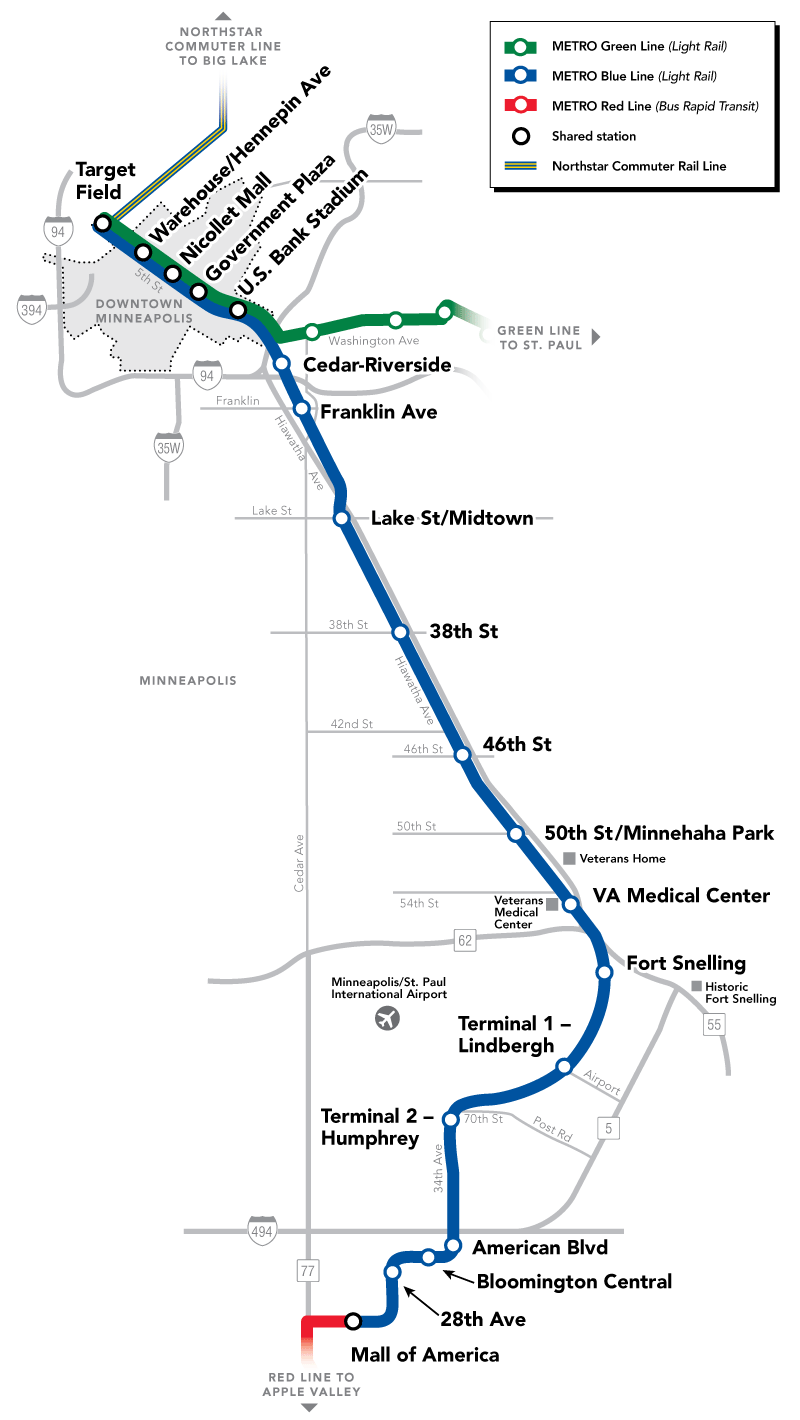 NORTHSTAR
COMMUTER LINE
TO BIG LAKE
METRO Green Line (Light Rail)
METRO Blue Line (Light Rail)
METRO Red Line (Bus Rapid Transit)
Shared station
Northstar Commuter Rail Line
35W
Target
Field
Warehouse/Hennepin Ave
Nicollet Mall
Government Plaza
U.S. Bank Stadium
94
394
5th St
DOWNTOWN
MINNEAPOLIS
Washington Ave
GREEN LINE
TO ST. PAUL
Cedar-Riverside
94
Franklin
Franklin Ave
35W
Hiawatha Ave
Lake St
Lake St/Midtown
38th St
38th St
MINNEAPOLIS
Hiawatha Ave
42nd St
46th St
46th St
50th St
50th St/Minnehaha Park
Veterans Home
Cedar Ave
54th St
Veterans
Medical
Center
VA Medical Center
62
Fort Snelling
Minneapolis/St. Paul
International Airport
Historic
Fort Snelling
55
Terminal 1 –
Lindbergh
Airport
Terminal 2 –
Humphrey
70th St
Post Rd
5
34th Ave
494
American Blvd
77
Bloomington Central
28th Ave
Mall of America
RED LINE TO
APPLE VALLEY